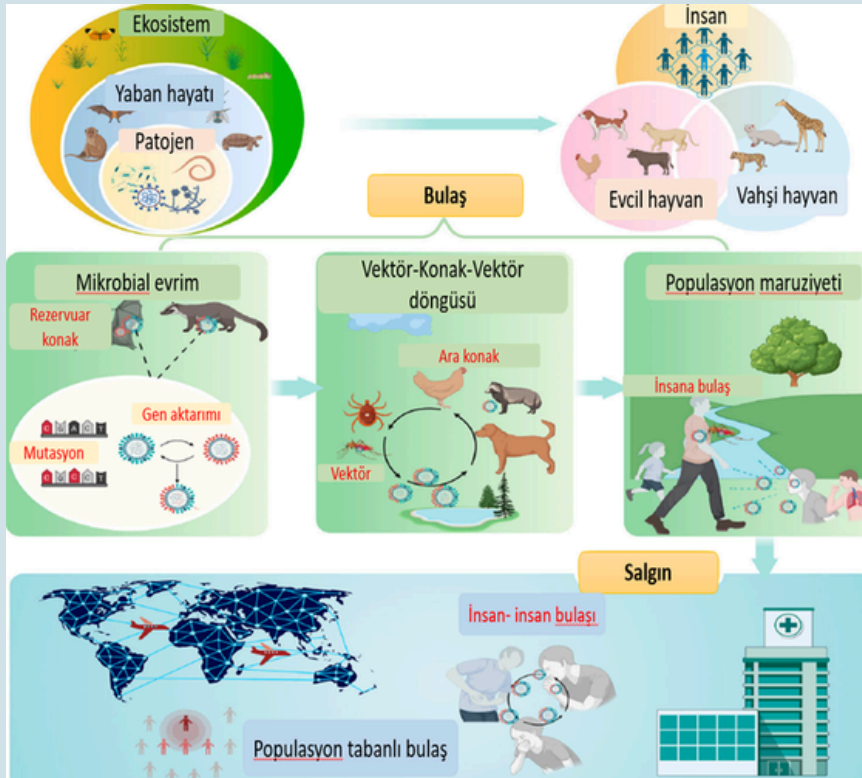 Ekosistem
Yaban hayatı
Patojen
İnsan
Evcil hayvan
Vahşi hayvan
Bulaş
Mikrobial evrim
Rezervuar
konak
Gen aktarımı
Mutasyon
Vektör-Konak-Vektör
döngüsü
Ara konak
Vektör
Populasyon maruziyeti
İnsana bulaş
Salgın
İnsan- insan bulaşı
Populasyon tabanlı bulaş